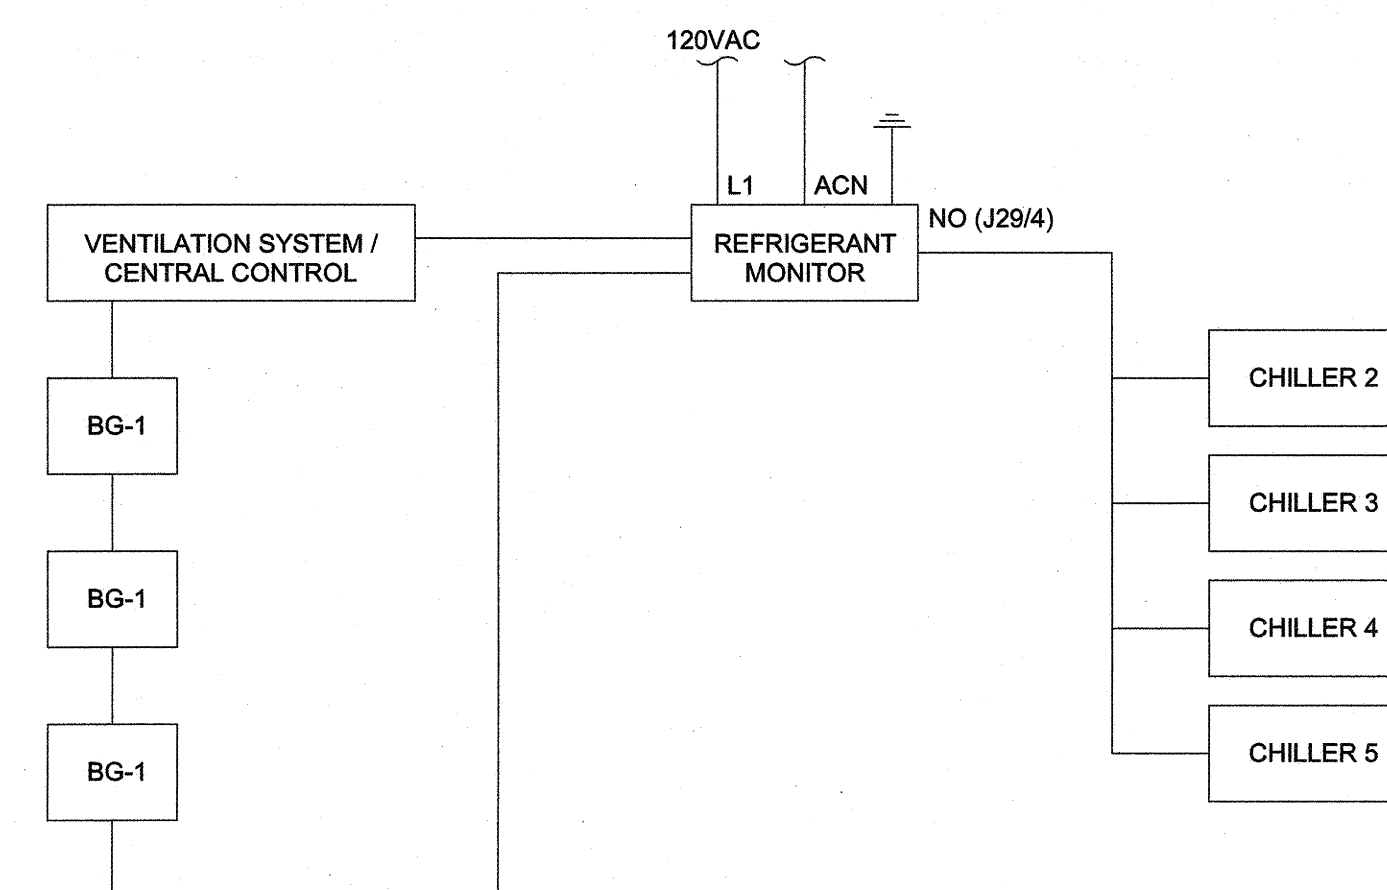 120VAC
L1
ACN
NO (J29/4)
VENTILATION SYSTEM /
CENTRAL CONTROL
REFRIGERANT
MONITOR
CHILLER 2
BG-1
CHILLER 3
BG-1
CHILLER 4
CHILLER 5
BG-1